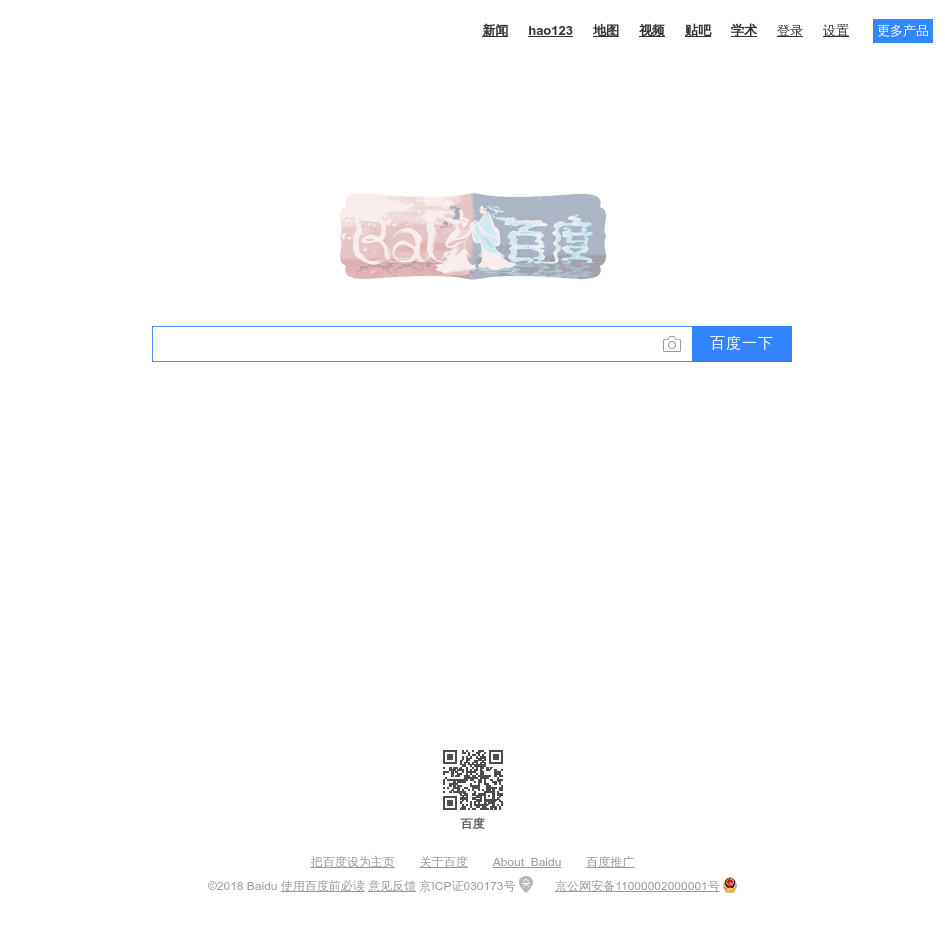 新闻 hao123 地图 视频 贴吧 学术 登录 设置 更多产品
Bai 百度
百度一下
百度
把百度设为主页 关于百度 About Baidu 百度推广
©2018 Baidu 使用百度前必读 意见反馈 京ICP证030173号 京公网安备11000002000001号